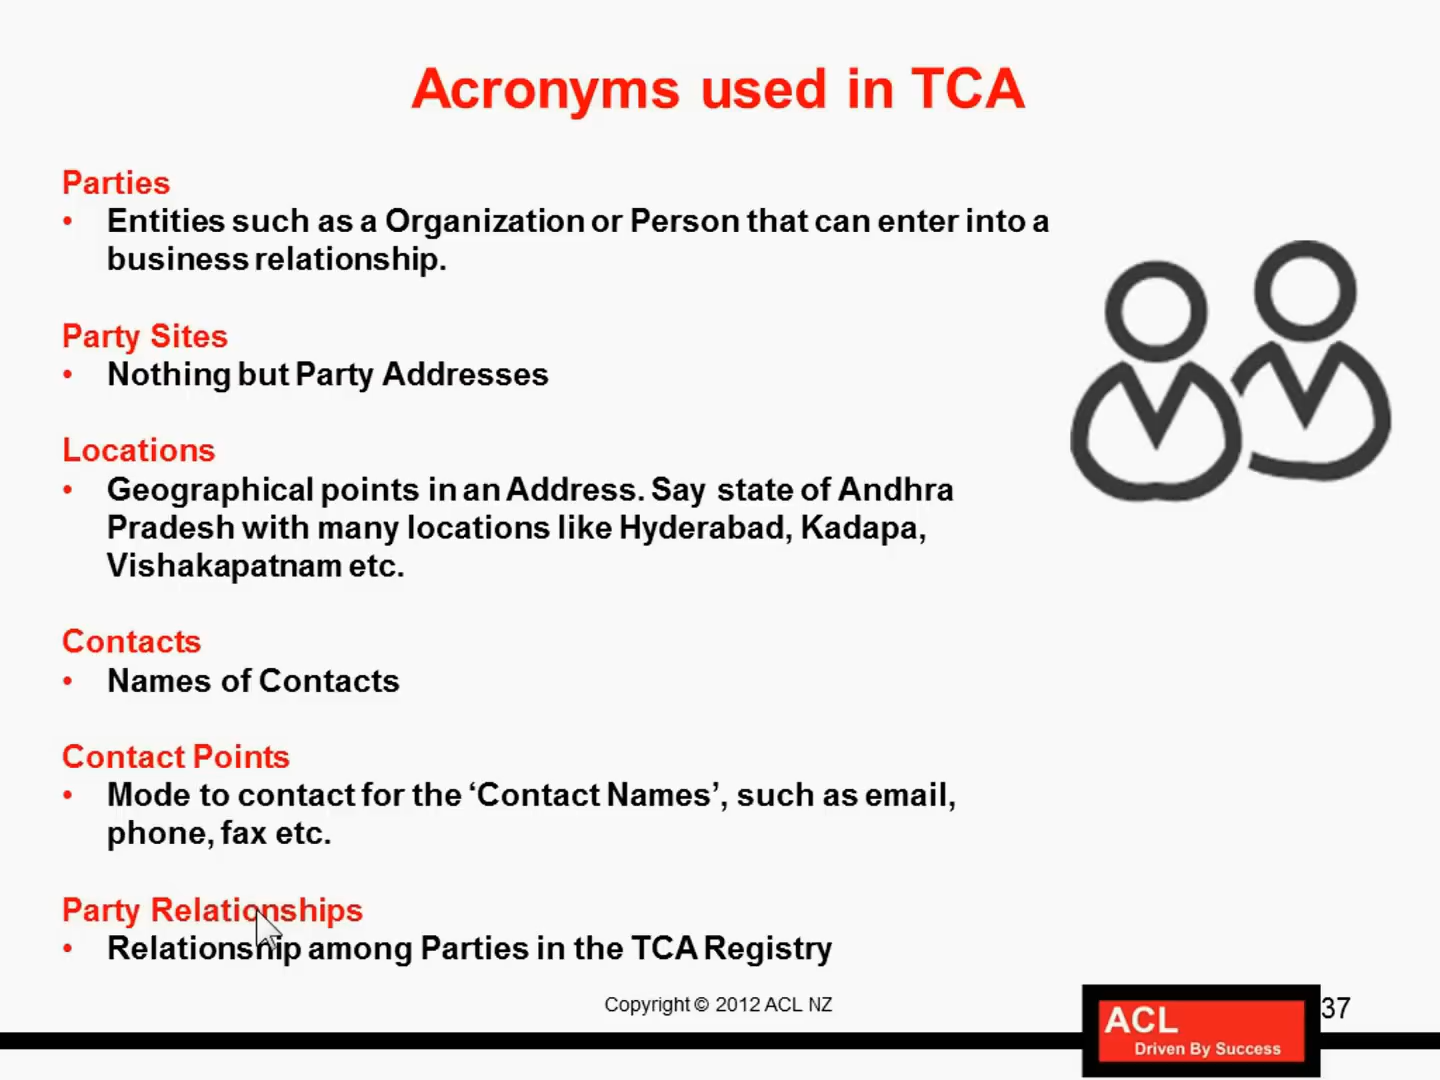 Acronyms used in TCA
Parties
• Entities such as a Organization or Person that can enter into a
business relationship.
Party Sites
• Nothing but Party Addresses
Locations
• Geographical points in an Address. Say state of Andhra
Pradesh with many locations like Hyderabad, Kadapa,
Vishakapatnam etc.
Contacts
• Names of Contacts
Contact Points
• Mode to contact for the ‘Contact Names’, such as email,
phone, fax etc.
Party Relationships
• Relationship among Parties in the TCA Registry
Copyright © 2012 ACL NZ
37
ACL
Driven By Success